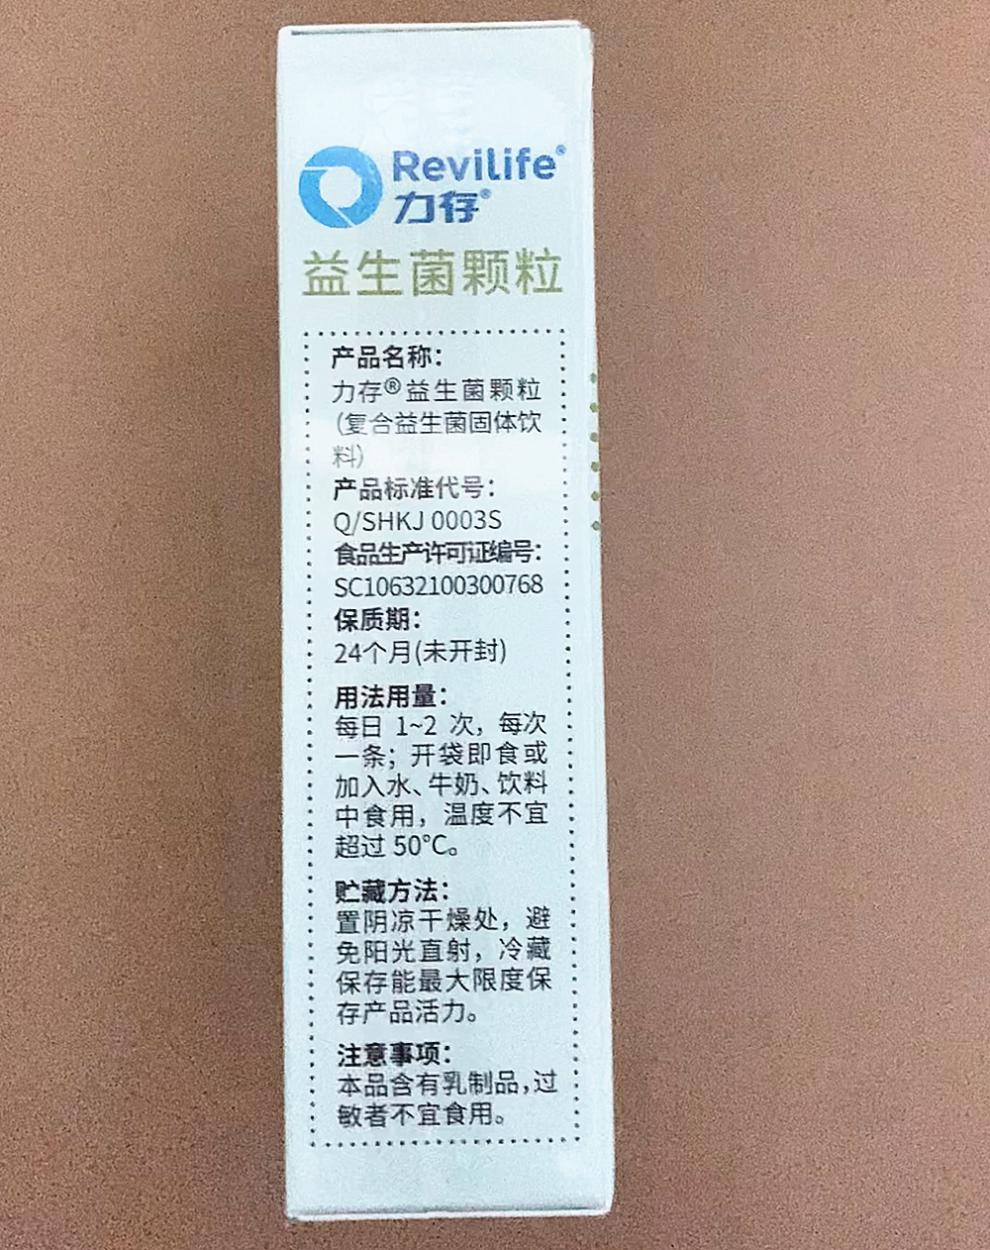 Revilife®
力存®
益生菌颗粒
产品名称：
力存®益生菌颗粒
(复合益生菌固体饮
料)
产品标准代号：
Q/SHKJ 0003S
食品生产许可证编号：
SC10632100300768
保质期：
24个月(未开封)
用法用量：
每日 1~2 次，每次
一条；开袋即食或
加入水、牛奶、饮料
中食用，温度不宜
超过 50℃。
贮藏方法：
置阴凉干燥处，避
免阳光直射，冷藏
保存能最大限度保
存产品活力。
注意事项：
本品含有乳制品，过
敏者不宜食用。